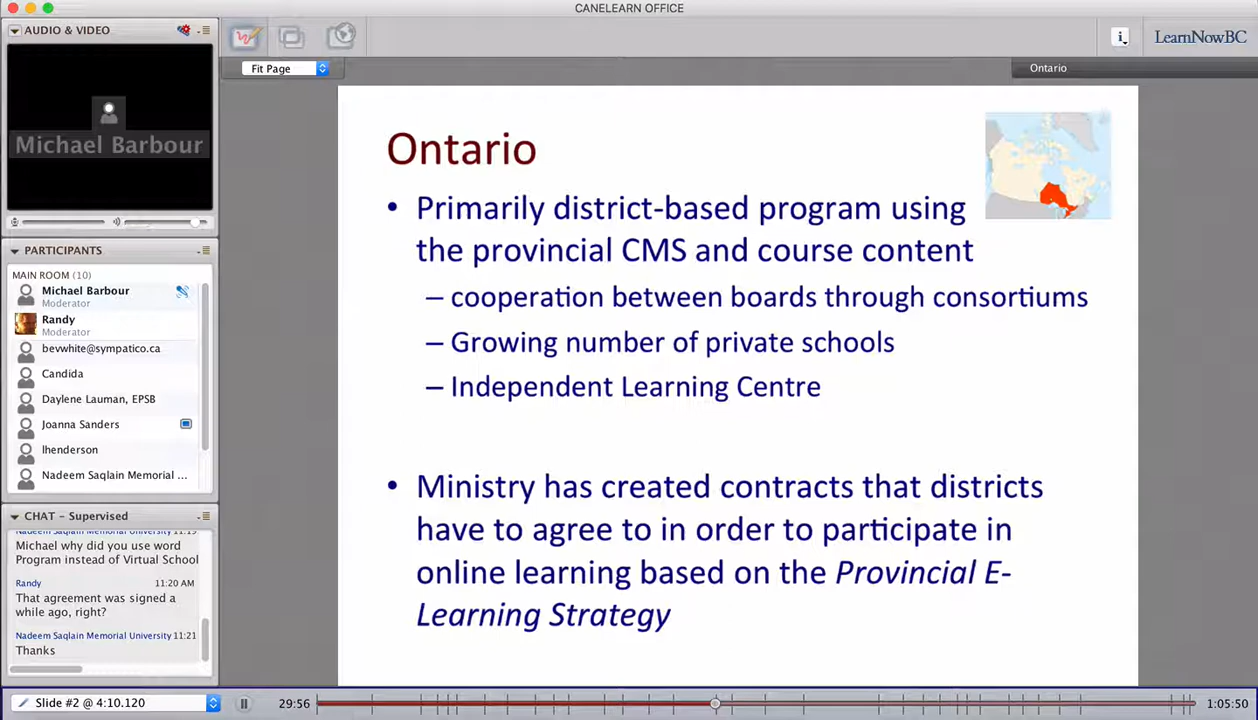 CANELEARN OFFICE
AUDIO & VIDEO
LearnNowBC
Fit Page
Ontario
Michael Barbour
PARTICIPANTS
MAIN ROOM (10)
Michael Barbour
Moderator
Randy
Moderator
bevwhite@sympatico.ca
Candida
Daylene Lauman, EPSB
Joanna Sanders
lhenderson
Nadeem Saqlain Memorial ...
CHAT - Supervised
Nadeem Saqlain Memorial University 11:19
Michael why did you use word
Program instead of Virtual School
Randy 11:20 AM
That agreement was signed a
while ago, right?
Nadeem Saqlain Memorial University 11:21
Thanks
Ontario
• Primarily district-based program using
the provincial CMS and course content
– cooperation between boards through consortiums
– Growing number of private schools
– Independent Learning Centre
• Ministry has created contracts that districts
have to agree to in order to participate in
online learning based on the Provincial E-
Learning Strategy
Slide #2 @ 4:10.120
29:56
1:05:50